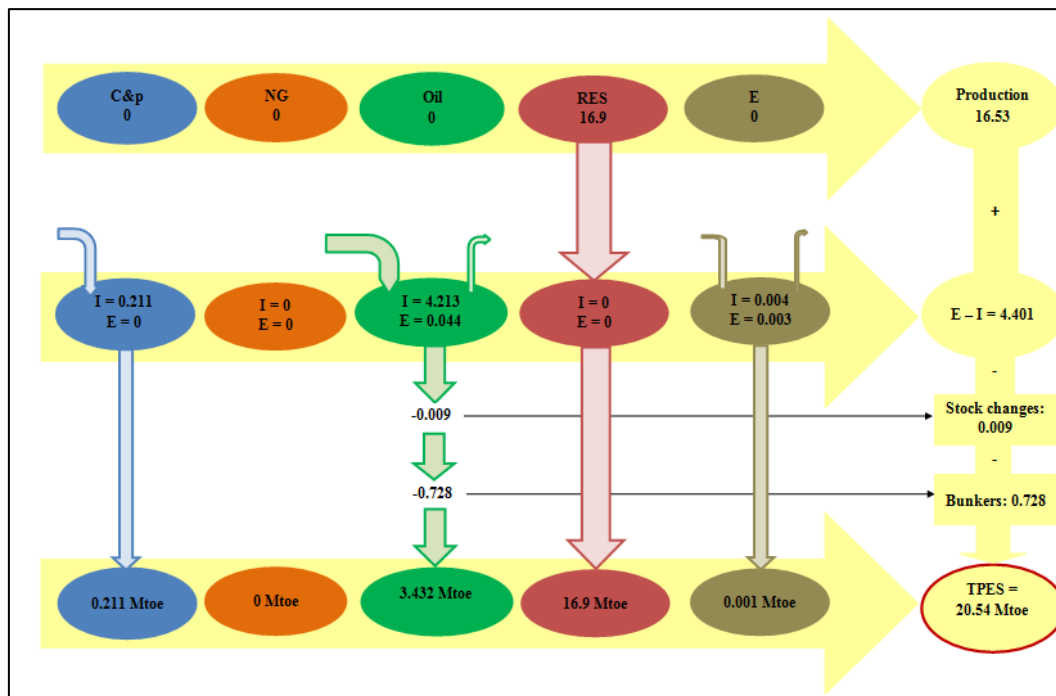 C&p
0
NG
0
Oil
0
RES
16.9
E
0
Production
16.53
+
I = 0.211
E = 0
I = 0
E = 0
I = 4.213
E = 0.044
I = 0
E = 0
I = 0.004
E = 0.003
E – I = 4.401
-
-0.009
Stock changes:
0.009
-
-0.728
Bunkers: 0.728
0.211 Mtoe
0 Mtoe
3.432 Mtoe
16.9 Mtoe
0.001 Mtoe
TPES =
20.54 Mtoe